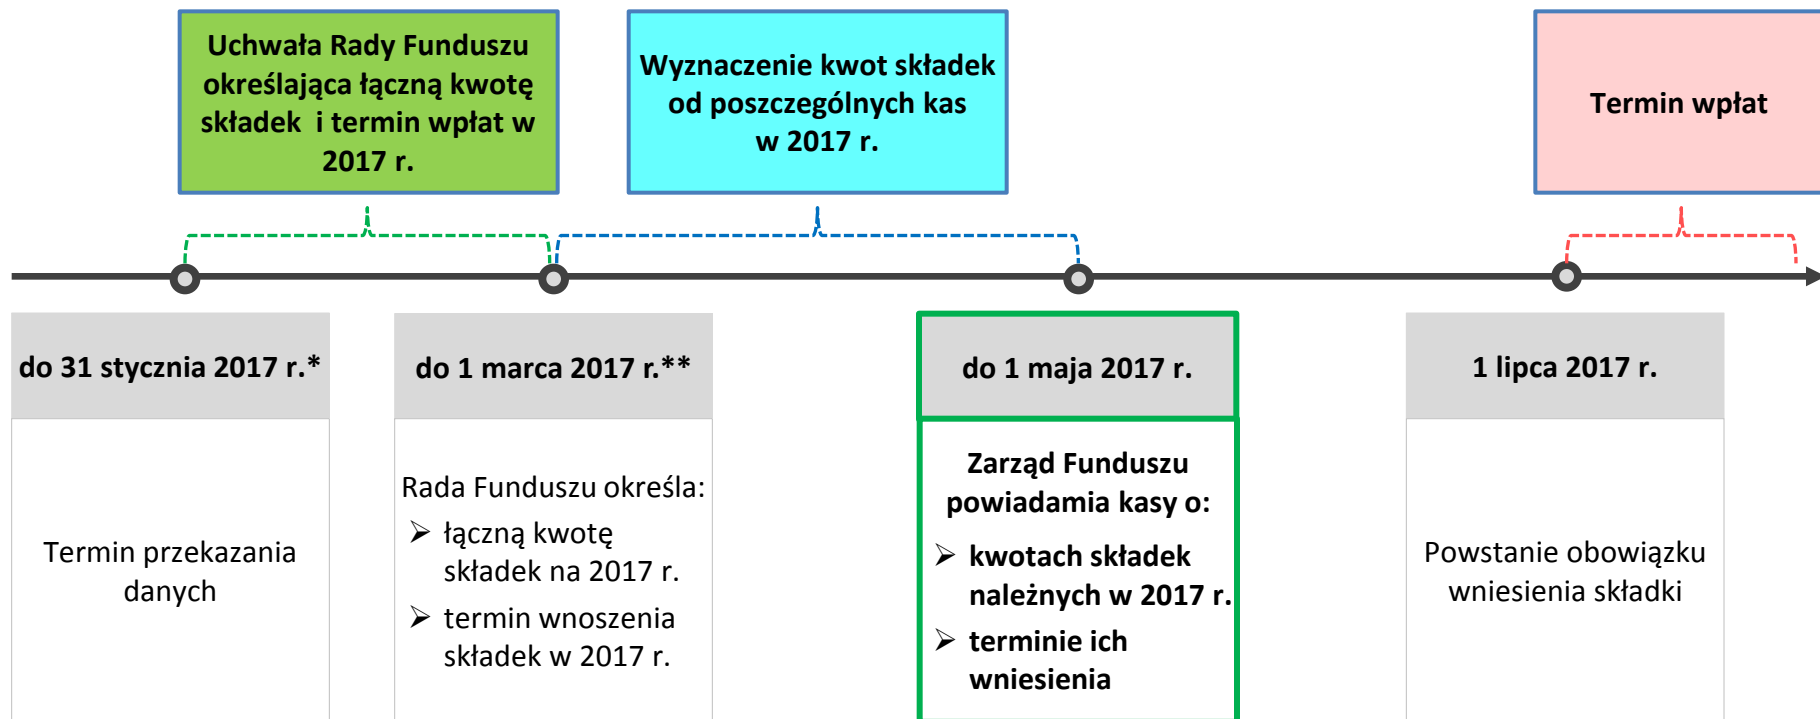 Uchwała Rady Funduszu
określająca łączną kwotę
składek i termin wpłat w
2017 r.
Wyznaczenie kwot składek
od poszczególnych kas
w 2017 r.
Termin wpłat
do 31 stycznia 2017 r.*
Termin przekazania
danych
do 1 marca 2017 r.**
Rada Funduszu określa:
➢ łączną kwotę
składek na 2017 r.
➢ termin wnoszenia
składek w 2017 r.
do 1 maja 2017 r.
Zarząd Funduszu
powiadamia kasy o:
➢ kwotach składek
należnych w 2017 r.
➢ terminie ich
wniesienia
1 lipca 2017 r.
Powstanie obowiązku
wniesienia składki